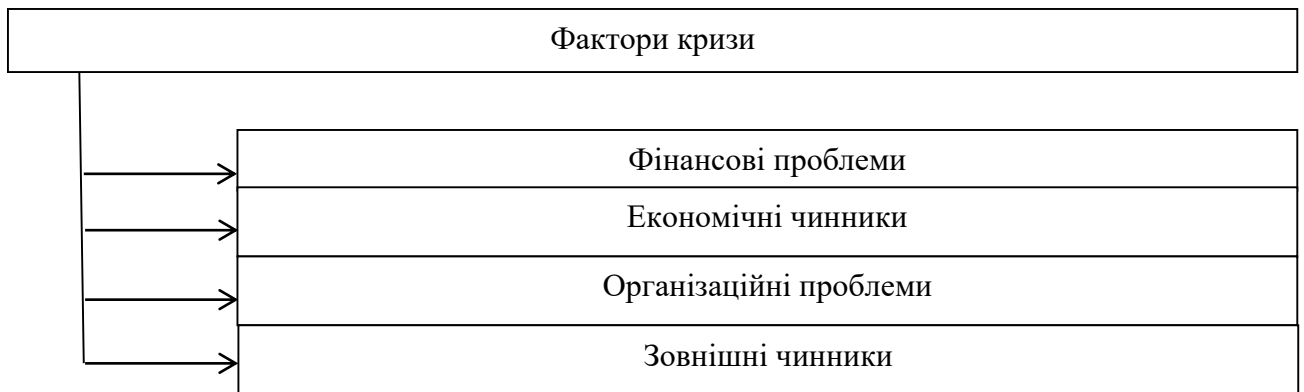 Фактори кризи
Фінансові проблеми
Економічні чинники
Організаційні проблеми
Зовнішні чинники